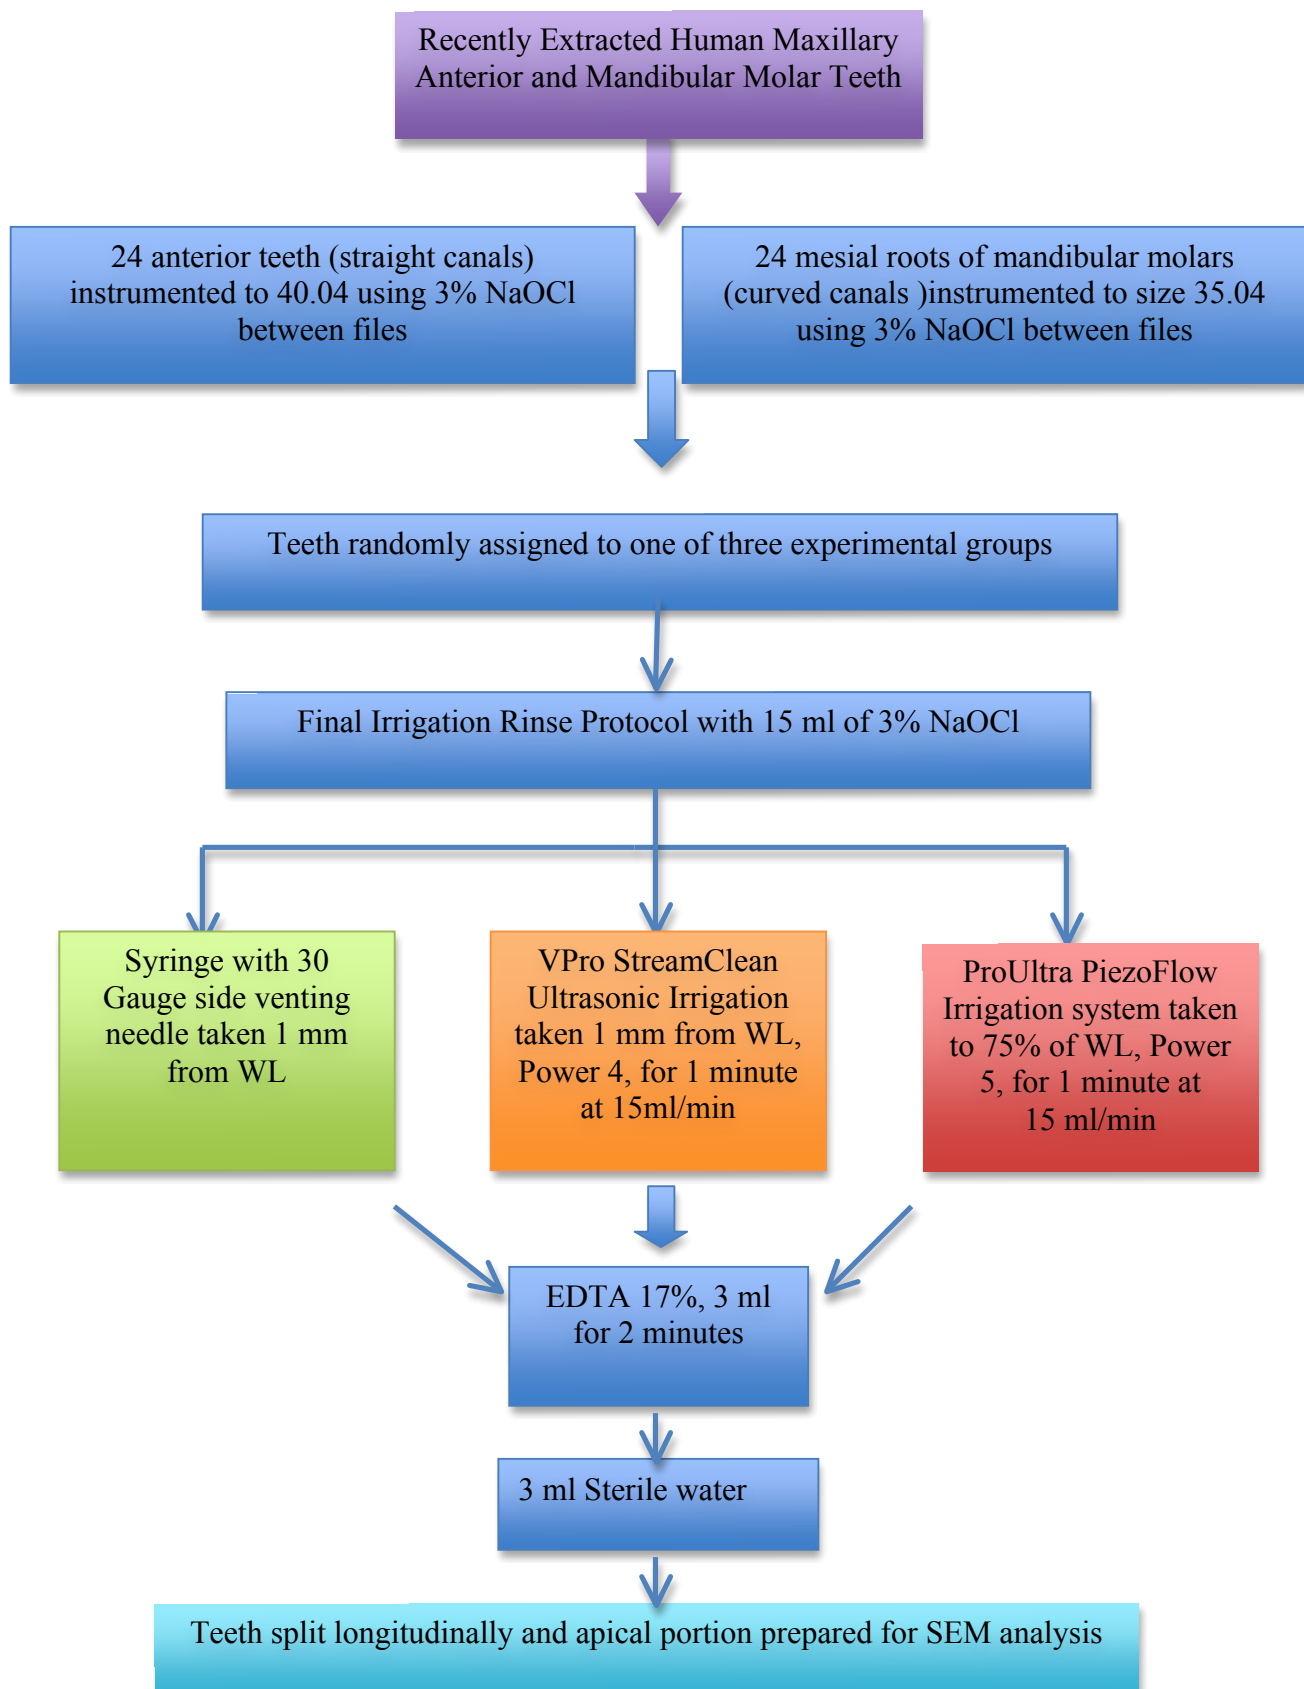 Recently Extracted Human Maxillary
Anterior and Mandibular Molar Teeth
24 anterior teeth (straight canals)
instrumented to 40.04 using 3% NaOCl
between files
24 mesial roots of mandibular molars
(curved canals )instrumented to size 35.04
using 3% NaOCl between files
Teeth randomly assigned to one of three experimental groups
Final Irrigation Rinse Protocol with 15 ml of 3% NaOCl
Syringe with 30
Gauge side venting
needle taken 1 mm
from WL
VPro StreamClean
Ultrasonic Irrigation
taken 1 mm from WL,
Power 4, for 1 minute
at 15ml/min
ProUltra PiezoFlow
Irrigation system taken
to 75% of WL, Power
5, for 1 minute at
15 ml/min
EDTA 17%, 3 ml
for 2 minutes
3 ml Sterile water
Teeth split longitudinally and apical portion prepared for SEM analysis